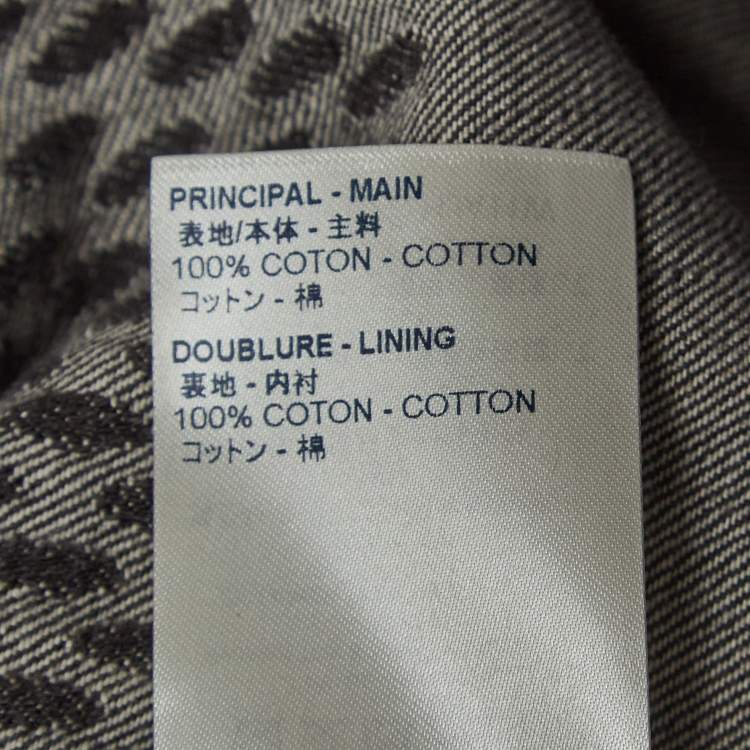 PRINCIPAL - MAIN
表地/本体 - 主料
100% COTON - COTTON
コットン - 棉
DOUBLURE - LINING
裏地 - 内衬
100% COTON - COTTON
コットン - 棉